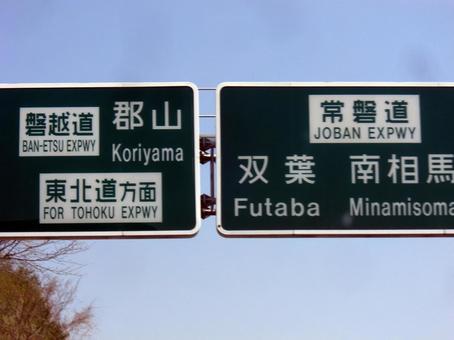 磐越道
BAN-ETSU EXPWY
郡山
Koriyama
東北道方面
FOR TOHOKU EXPWY
常磐道
JOBAN EXPWY
双葉 南相馬
Futaba Minamisoma